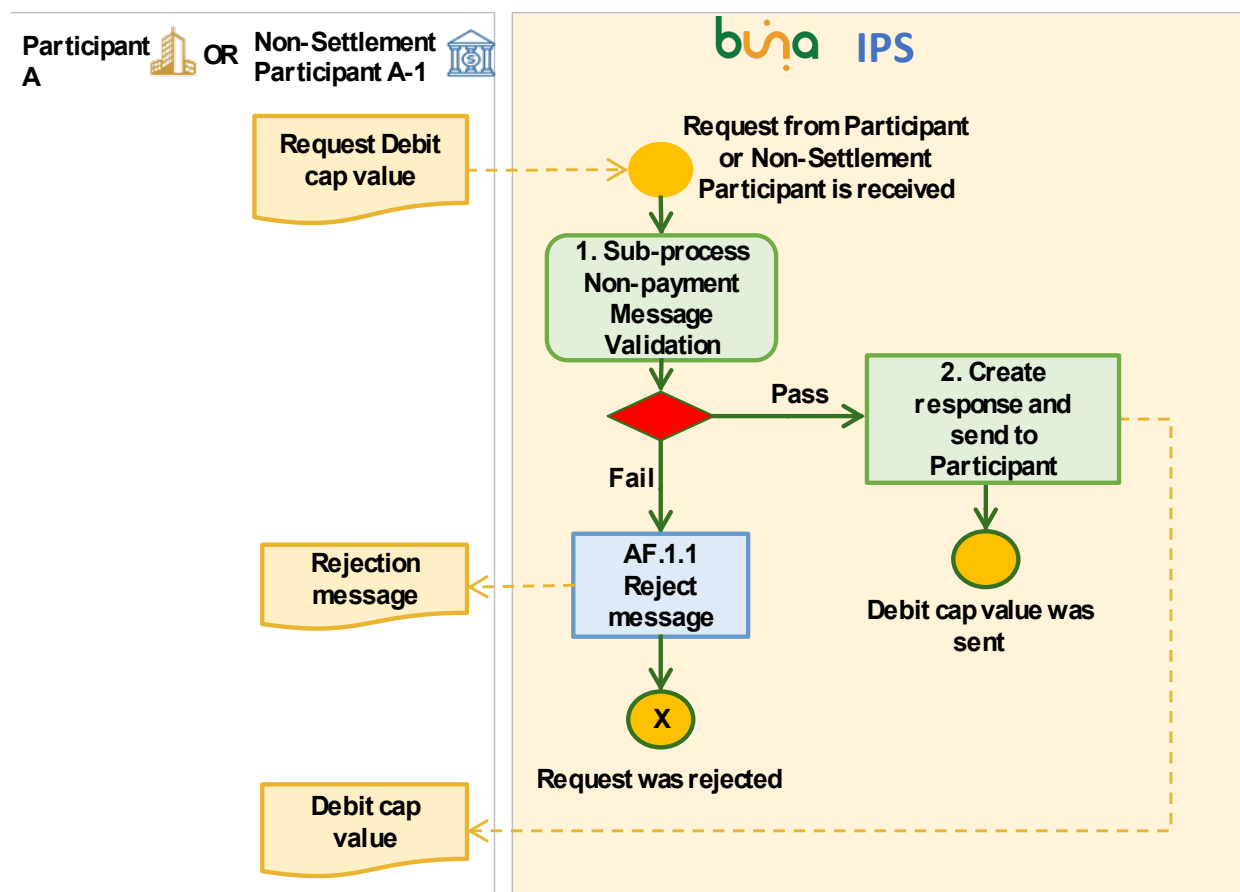 Participant
A
OR
Non-Settlement
Participant A-1
buna IPS
Request Debit
cap value
Request from Participant
or Non-Settlement
Participant is received
1. Sub-process
Non-payment
Message
Validation
Pass
2. Create
response and
send to
Participant
Fail
Rejection
message
AF.1.1
Reject
message
Debit cap value was
sent
X
Request was rejected
Debit cap
value